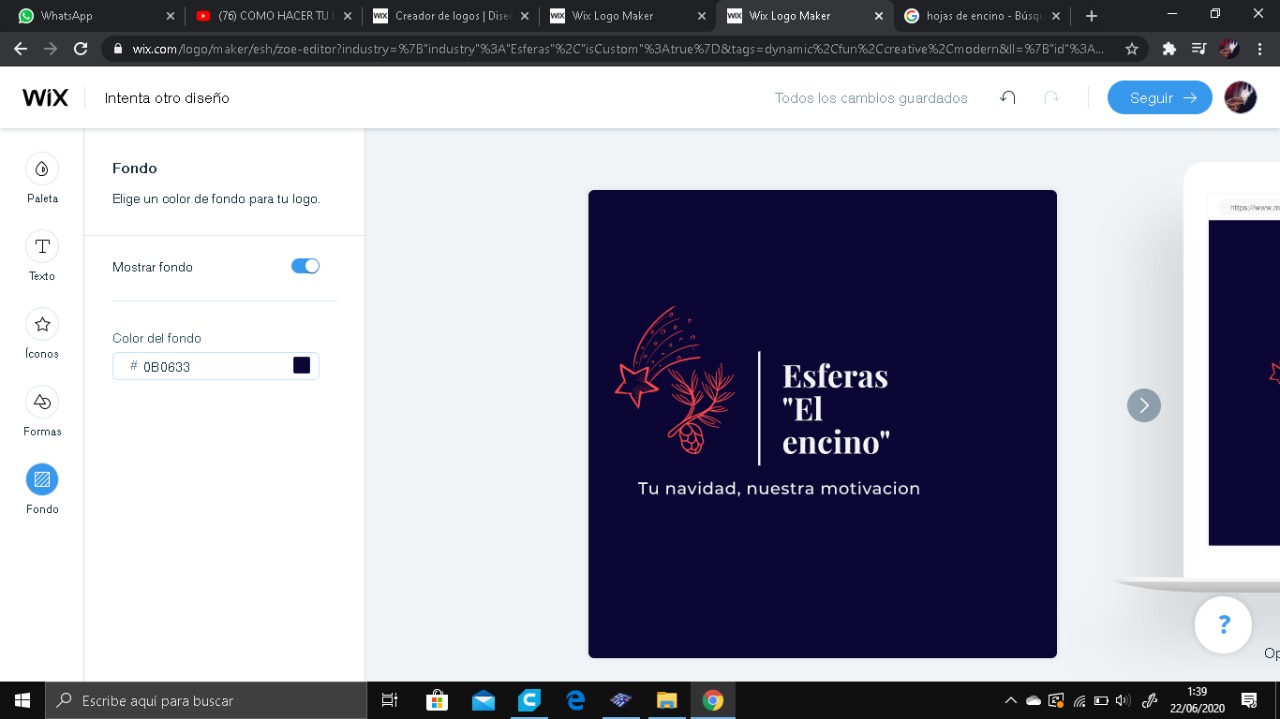 WhatsApp
(76) COMO HACER TU L
WiX Creador de logos | Dise
WiX Wix Logo Maker
WiX Wix Logo Maker
hojas de encino - Búsqu
wix.com/logo/maker/esh/zoe-editor?industry=%7B"industry"%3A"Esferas"%2C"isCustom"%3Atrue%7D&tags=dynamic%2Cfun%2Ccreative%2Cmodern&ll=%7B"id"%3A...
WiX
Intenta otro diseño
Todos los cambios guardados
Seguir
Paleta
Texto
Íconos
Formas
Fondo
Fondo
Elige un color de fondo para tu logo.
Mostrar fondo
Color del fondo
# 0B0633
Esferas
"El
encino"
Tu navidad, nuestra motivacion
https://www.m
?
Op
Escribe aquí para buscar
1:39
22/06/2020